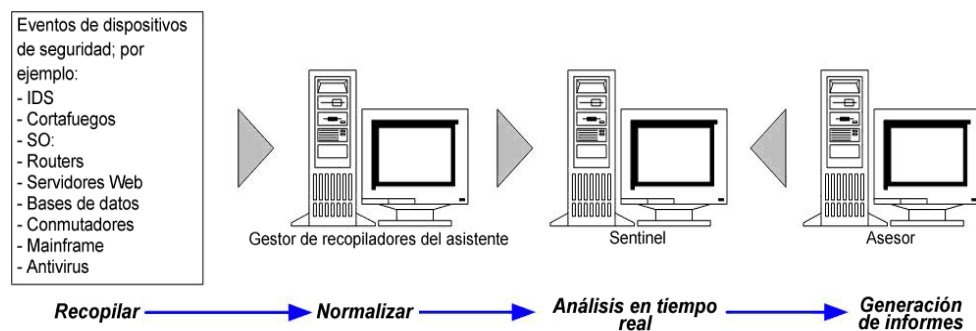 Eventos de dispositivos
de seguridad; por
ejemplo:
- IDS
- Cortafuegos
- SO:
- Routers
- Servidores Web
- Bases de datos
- Conmutadores
- Mainframe
- Antivirus
Gestor de recopiladores del asistente
Sentinel
Asesor
Recopilar
Normalizar
Análisis en tiempo
real
Generación
de informes